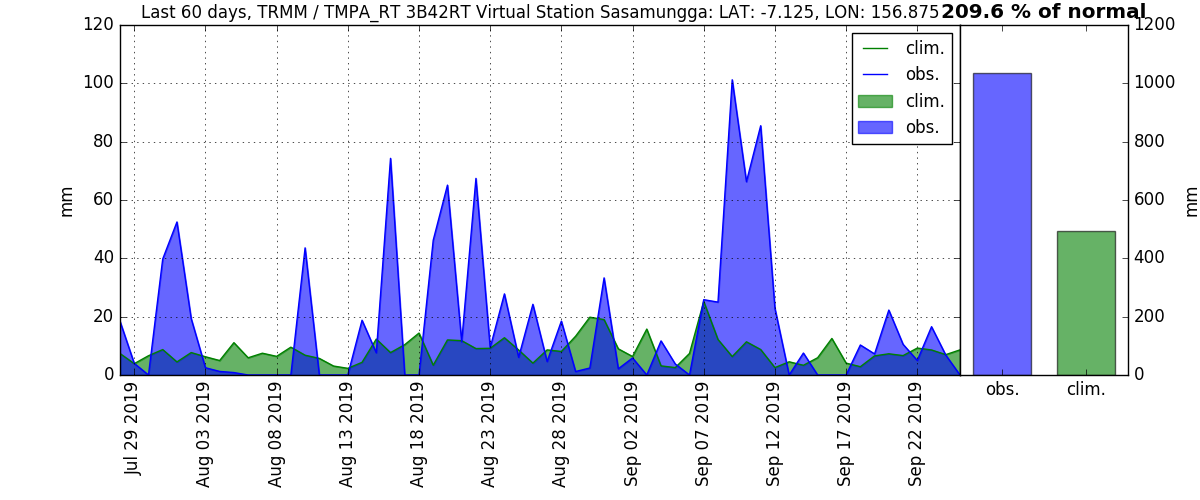 Last 60 days, TRMM / TMPA_RT 3B42RT Virtual Station Sasamungga: LAT: -7.125, LON: 156.875
209.6 % of normal
120
100
80
60
40
20
0
mm
clim.
obs.
clim.
obs.
1200
1000
800
600
400
200
0
mm
Jul 29 2019
Aug 03 2019
Aug 08 2019
Aug 13 2019
Aug 18 2019
Aug 23 2019
Aug 28 2019
Sep 02 2019
Sep 07 2019
Sep 12 2019
Sep 17 2019
Sep 22 2019
obs.
clim.